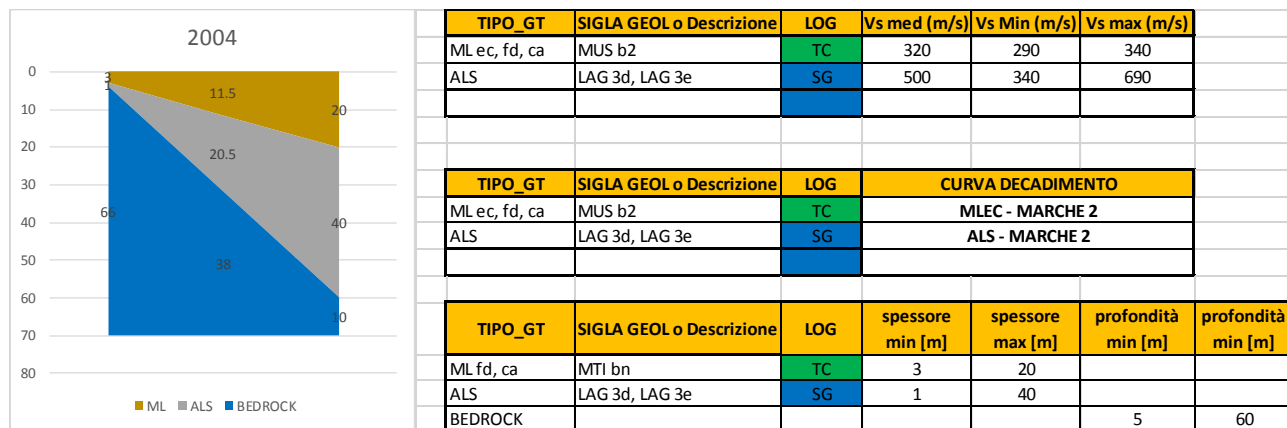 2004
0
10
20
30
40
50
60
70
80
3
1
66
11.5
20.5
38
20
40
10
ML ALS BEDROCK
TIPO_GT SIGLA GEOL o Descrizione LOG Vs med (m/s) Vs Min (m/s) Vs max (m/s)
ML ec, fd, ca MUS b2 TC 320 290 340
ALS LAG 3d, LAG 3e SG 500 340 690
TIPO_GT SIGLA GEOL o Descrizione LOG CURVA DECADIMENTO
ML ec, fd, ca MUS b2 TC MLEC - MARCHE 2
ALS LAG 3d, LAG 3e SG ALS - MARCHE 2
TIPO_GT SIGLA GEOL o Descrizione LOG spessore min [m] spessore max [m] profondità min [m] profondità min [m]
ML fd, ca MTI bn TC 3 20
ALS LAG 3d, LAG 3e SG 1 40
BEDROCK 5 60